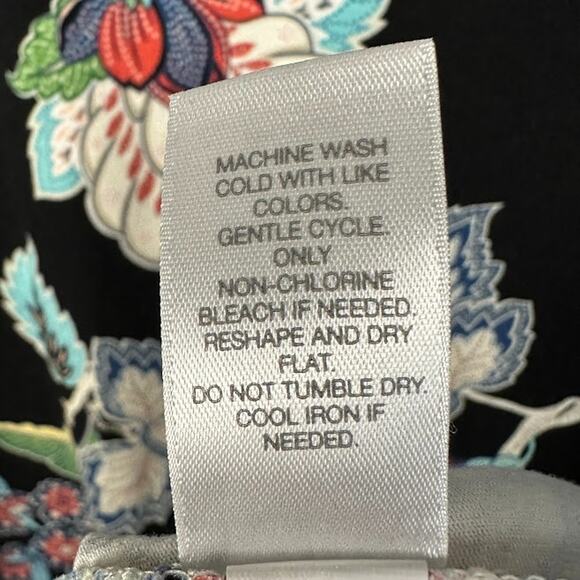 MACHINE WASH
COLD WITH LIKE
COLORS.
GENTLE CYCLE.
ONLY
NON-CHLORINE
BLEACH IF NEEDED.
RESHAPE AND DRY
FLAT.
DO NOT TUMBLE DRY.
COOL IRON IF
NEEDED.